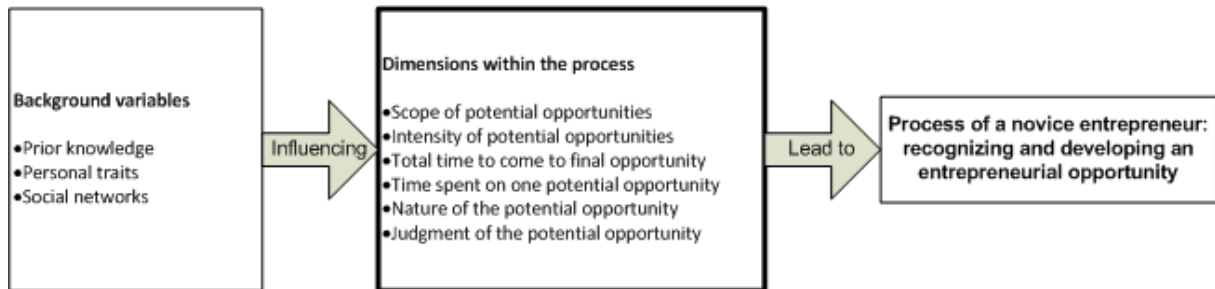 Background variables
•Prior knowledge
•Personal traits
•Social networks
Influencing
Dimensions within the process
•Scope of potential opportunities
•Intensity of potential opportunities
•Total time to come to final opportunity
•Time spent on one potential opportunity
•Nature of the potential opportunity
•Judgment of the potential opportunity
Lead to
Process of a novice entrepreneur:
recognizing and developing an
entrepreneurial opportunity